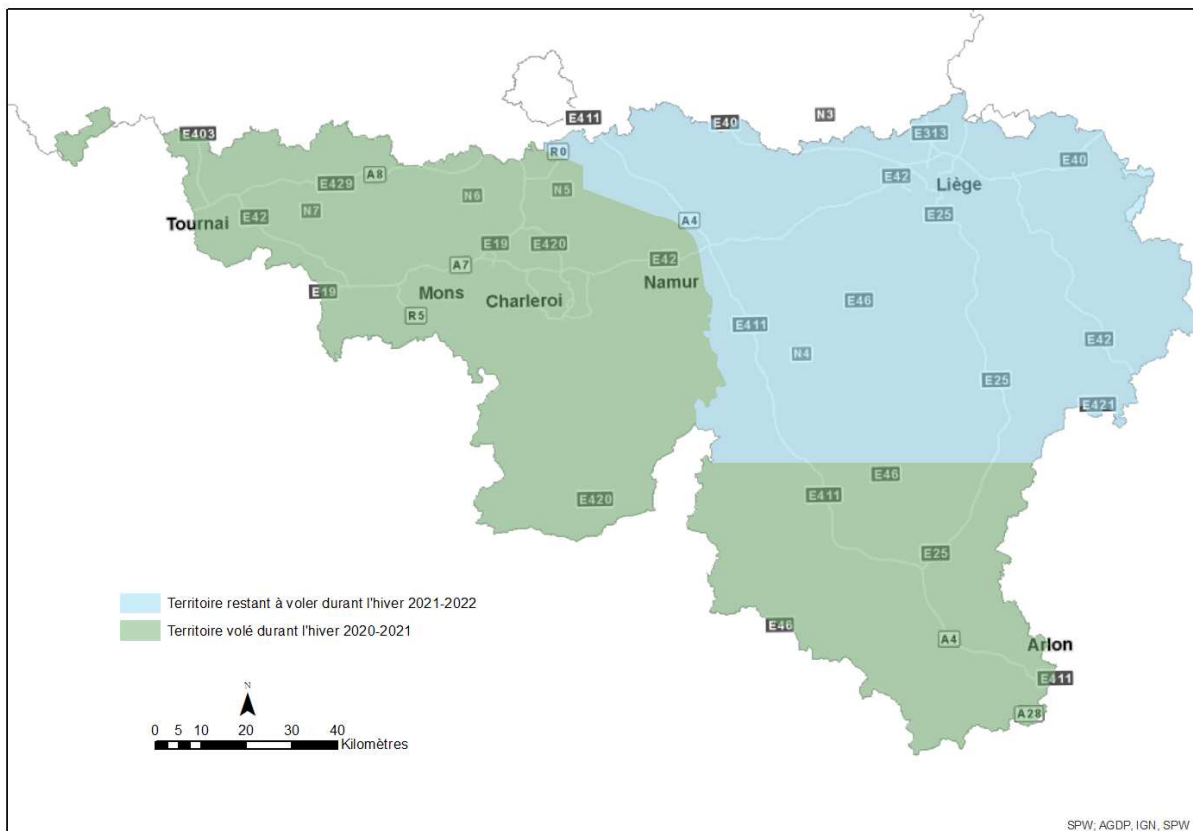 E411
E40
N3
E403
E313
R0
E40
A8
E429
E42
Liège
N6
N5
N7
E42
E25
Tournai
A4
E19
E420
A7
E42
Namur
E19
Mons
Charleroi
E46
R5
E411
E42
N4
E25
E421
E46
E411
E420
E25
Territoire restant à voler durant l'hiver 2021-2022
Territoire volé durant l'hiver 2020-2021
E46
A4
Arlon
E411
N
A28
0 5 10 20 30 40
Kilomètres
SPW; AGDP, IGN, SPW